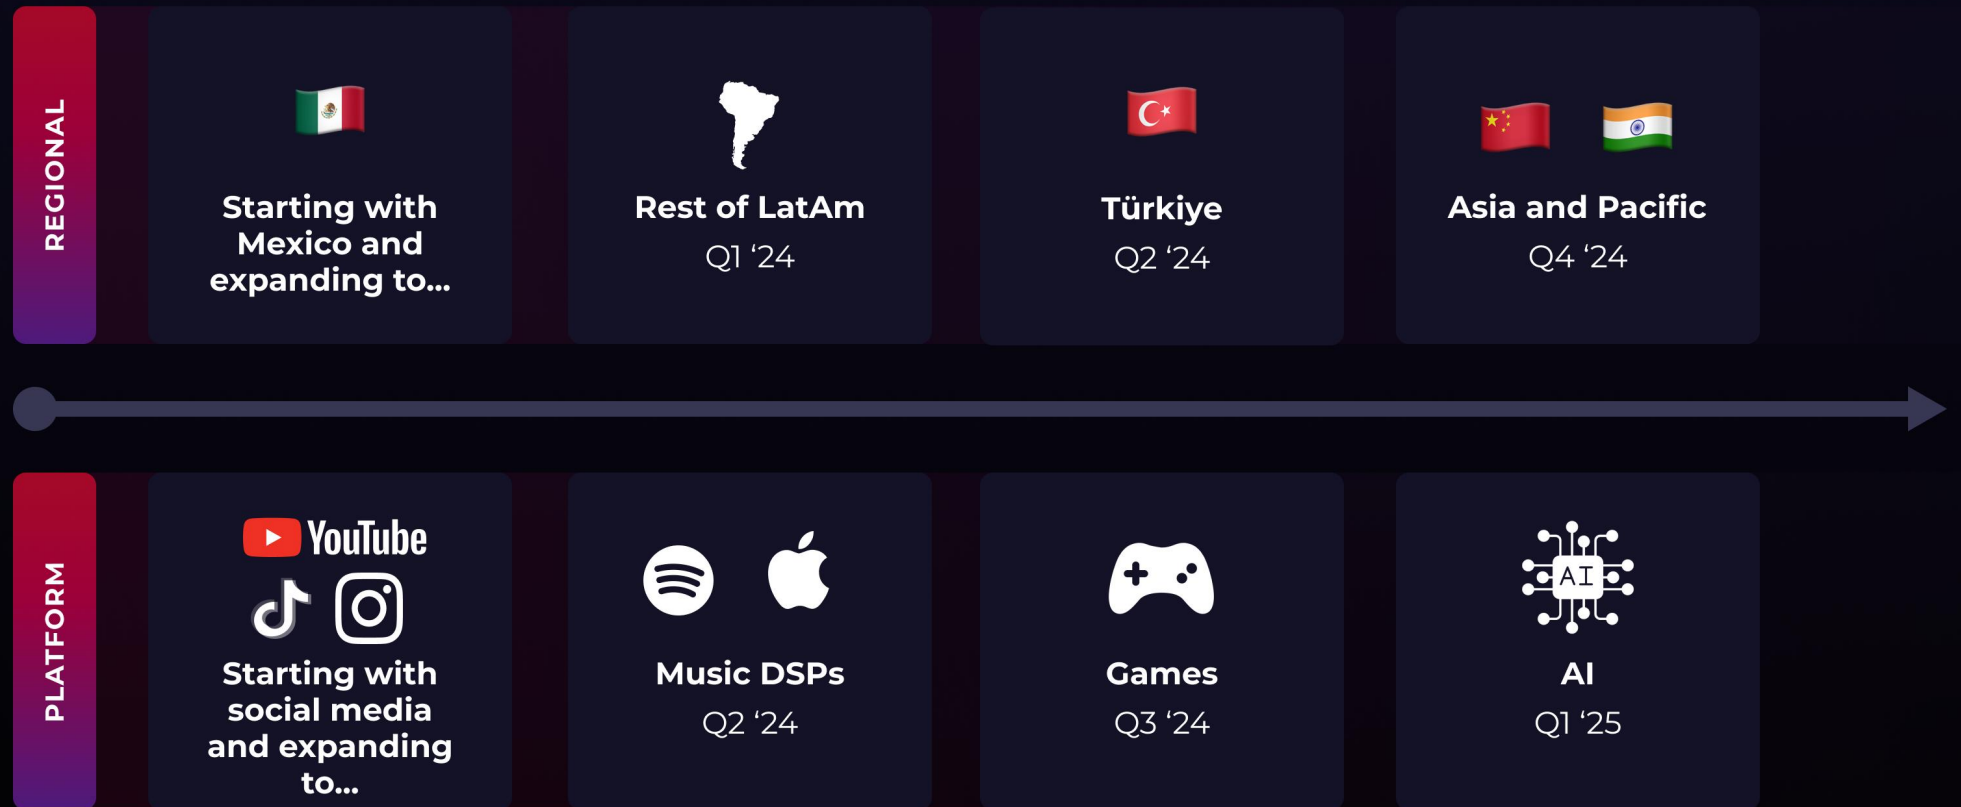 REGIONAL
Starting with
Mexico and
expanding to...
Rest of LatAm
Q1 ‘24
Türkiye
Q2 ‘24
Asia and Pacific
Q4 ‘24
PLATFORM
YouTube
Starting with
social media
and expanding
to...
Music DSPs
Q2 ‘24
Games
Q3 ‘24
AI
AI
Q1 ‘25